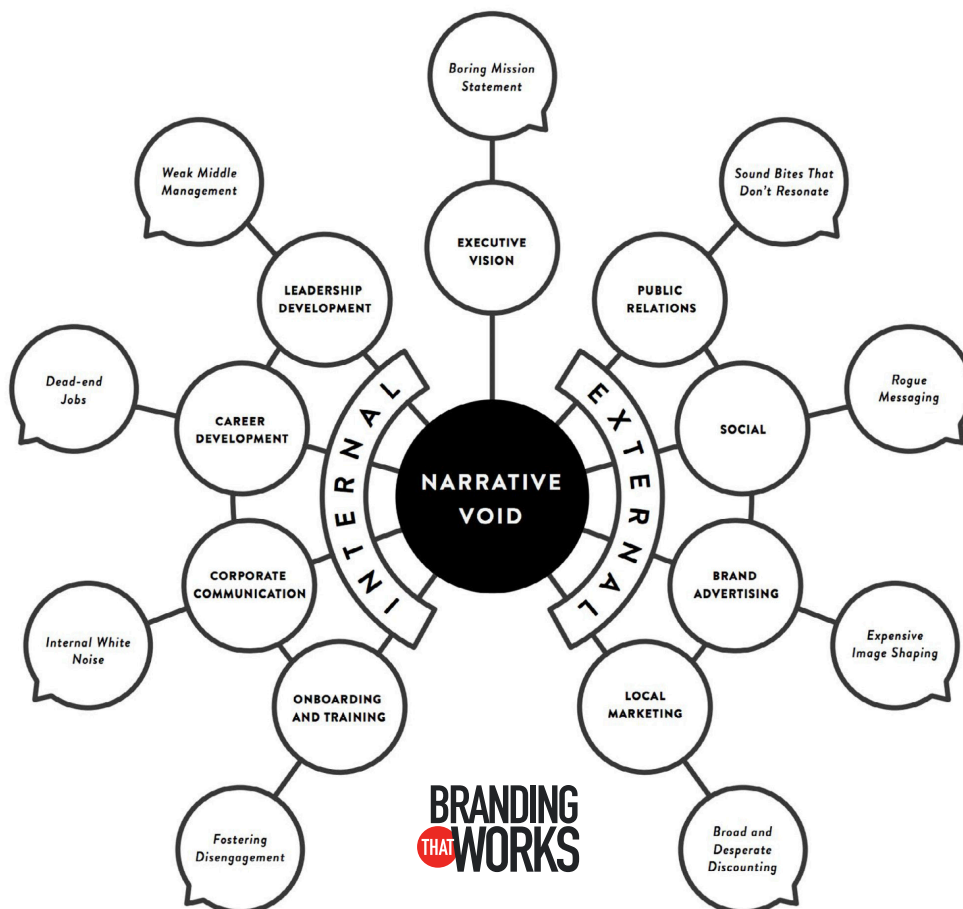 Boring Mission
Statement
Weak Middle
Management
Sound Bites That
Don't Resonate
EXECUTIVE
VISION
LEADERSHIP
DEVELOPMENT
PUBLIC
RELATIONS
Dead-end
Jobs
Rogue
Messaging
CAREER
DEVELOPMENT
INTERNAL
EXTERNAL
SOCIAL
NARRATIVE
VOID
CORPORATE
COMMUNICATION
BRAND
ADVERTISING
Internal White
Noise
Expensive
Image Shaping
ONBOARDING
AND TRAINING
LOCAL
MARKETING
Fostering
Disengagement
BRANDING
THAT WORKS
Broad and
Desperate
Discounting